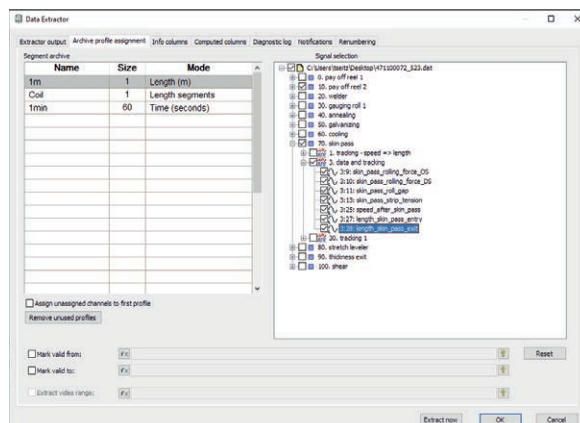 Data Extractor
Extractor output Archive profile assignment Info columns Computed columns Diagnostic log Notifications Renumbering
Segment archive
Name Size Mode
1m 1 Length (m)
Coil 1 Length segments
1min 60 Time (seconds)
Assign unassigned channels to first profile
Remove unused profiles
Signal selection
C:\Users\tseitz\Desktop\471100072_523.dat
0. pay off reel 1
10. pay off reel 2
20. welder
30. gauging roll 1
40. annealing
50. galvanizing
60. cooling
70. skin pass
1. tracking - speed => length
3. data and tracking
3:9: skin_pass_rolling_force_OS
3:10: skin_pass_rolling_force_DS
3:11: skin_pass_roll_gap
3:13: skin_pass_strip_tension
3:25: speed_after_skin_pass
3:27: length_skin_pass_entry
3:28: length_skin_pass_exit
30. tracking 1
80. stretch leveler
90. thickness exit
100. shear
Mark valid from: fx
Reset
Mark valid to: fx
Extract video range: fx
Extract now OK Cancel